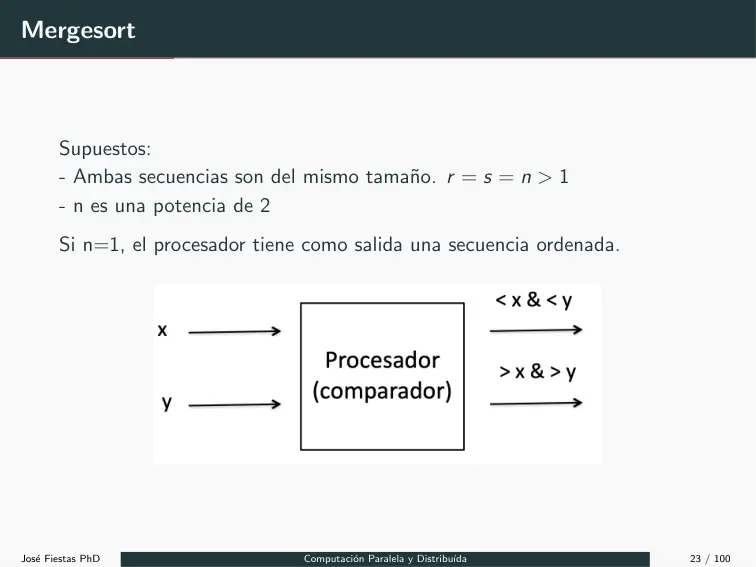 Mergesort
Supuestos:
- Ambas secuencias son del mismo tamaño. r = s = n > 1
- n es una potencia de 2
Si n=1, el procesador tiene como salida una secuencia ordenada.
< x & < y
x
Procesador
(comparador)
> x & > y
y
José Fiestas PhD
Computación Paralela y Distribuída
23 / 100